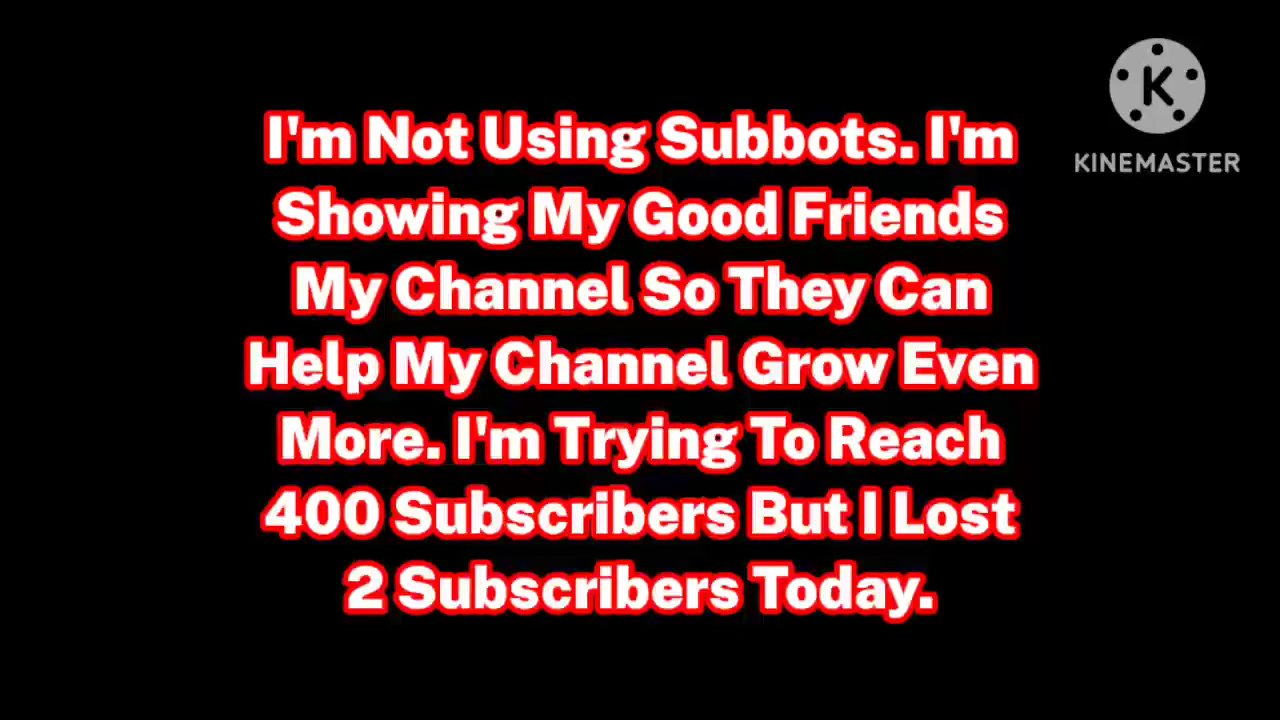 K
KINEMASTER
I'm Not Using Subbots. I'm
Showing My Good Friends
My Channel So They Can
Help My Channel Grow Even
More. I'm Trying To Reach
400 Subscribers But I Lost
2 Subscribers Today.